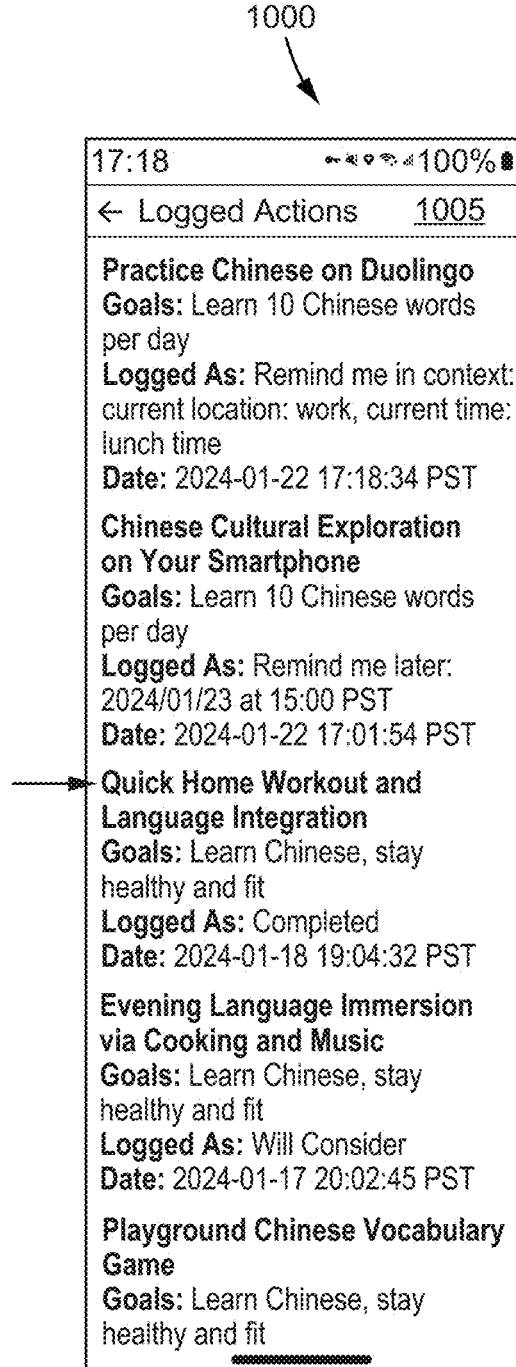 1000
17:18 100%
← Logged Actions 1005
Practice Chinese on Duolingo
Goals: Learn 10 Chinese words
per day
Logged As: Remind me in context:
current location: work, current time:
lunch time
Date: 2024-01-22 17:18:34 PST
Chinese Cultural Exploration
on Your Smartphone
Goals: Learn 10 Chinese words
per day
Logged As: Remind me later:
2024/01/23 at 15:00 PST
Date: 2024-01-22 17:01:54 PST
Quick Home Workout and
Language Integration
Goals: Learn Chinese, stay
healthy and fit
Logged As: Completed
Date: 2024-01-18 19:04:32 PST
Evening Language Immersion
via Cooking and Music
Goals: Learn Chinese, stay
healthy and fit
Logged As: Will Consider
Date: 2024-01-17 20:02:45 PST
Playground Chinese Vocabulary
Game
Goals: Learn Chinese, stay
healthy and fit